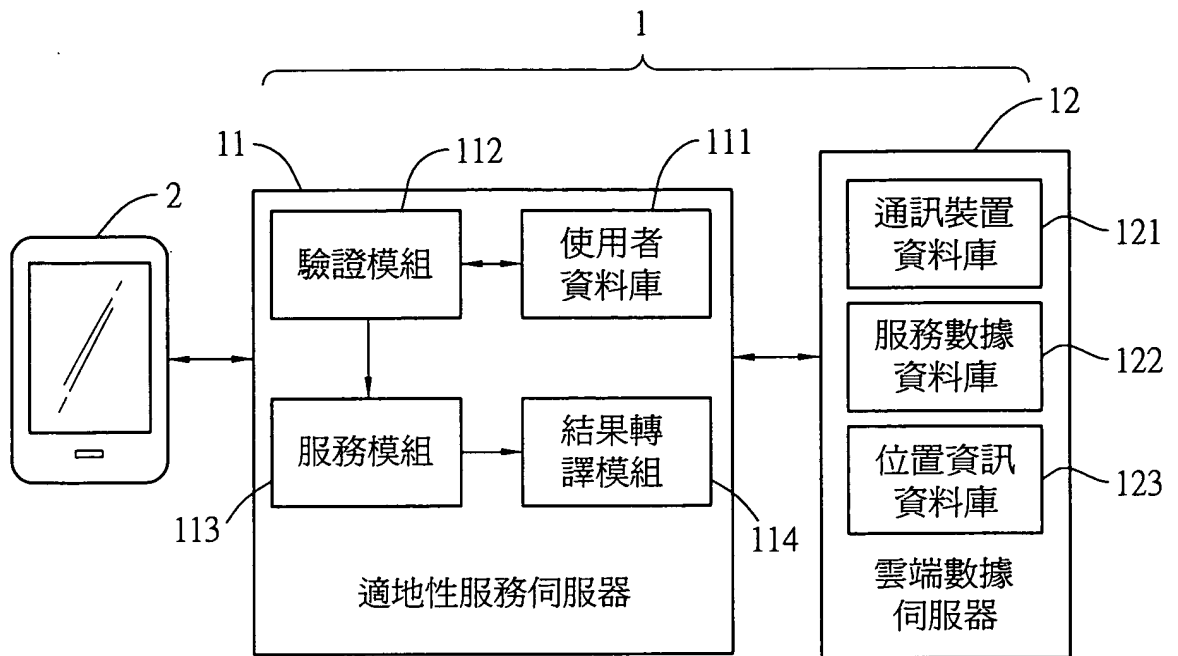 1
12
11
112
111
2
驗證模組
使用者
資料庫
通訊裝置
資料庫
121
服務數據
資料庫
122
服務模組
結果轉
譯模組
位置資訊
資料庫
123
113
114
適地性服務伺服器
雲端數據
伺服器